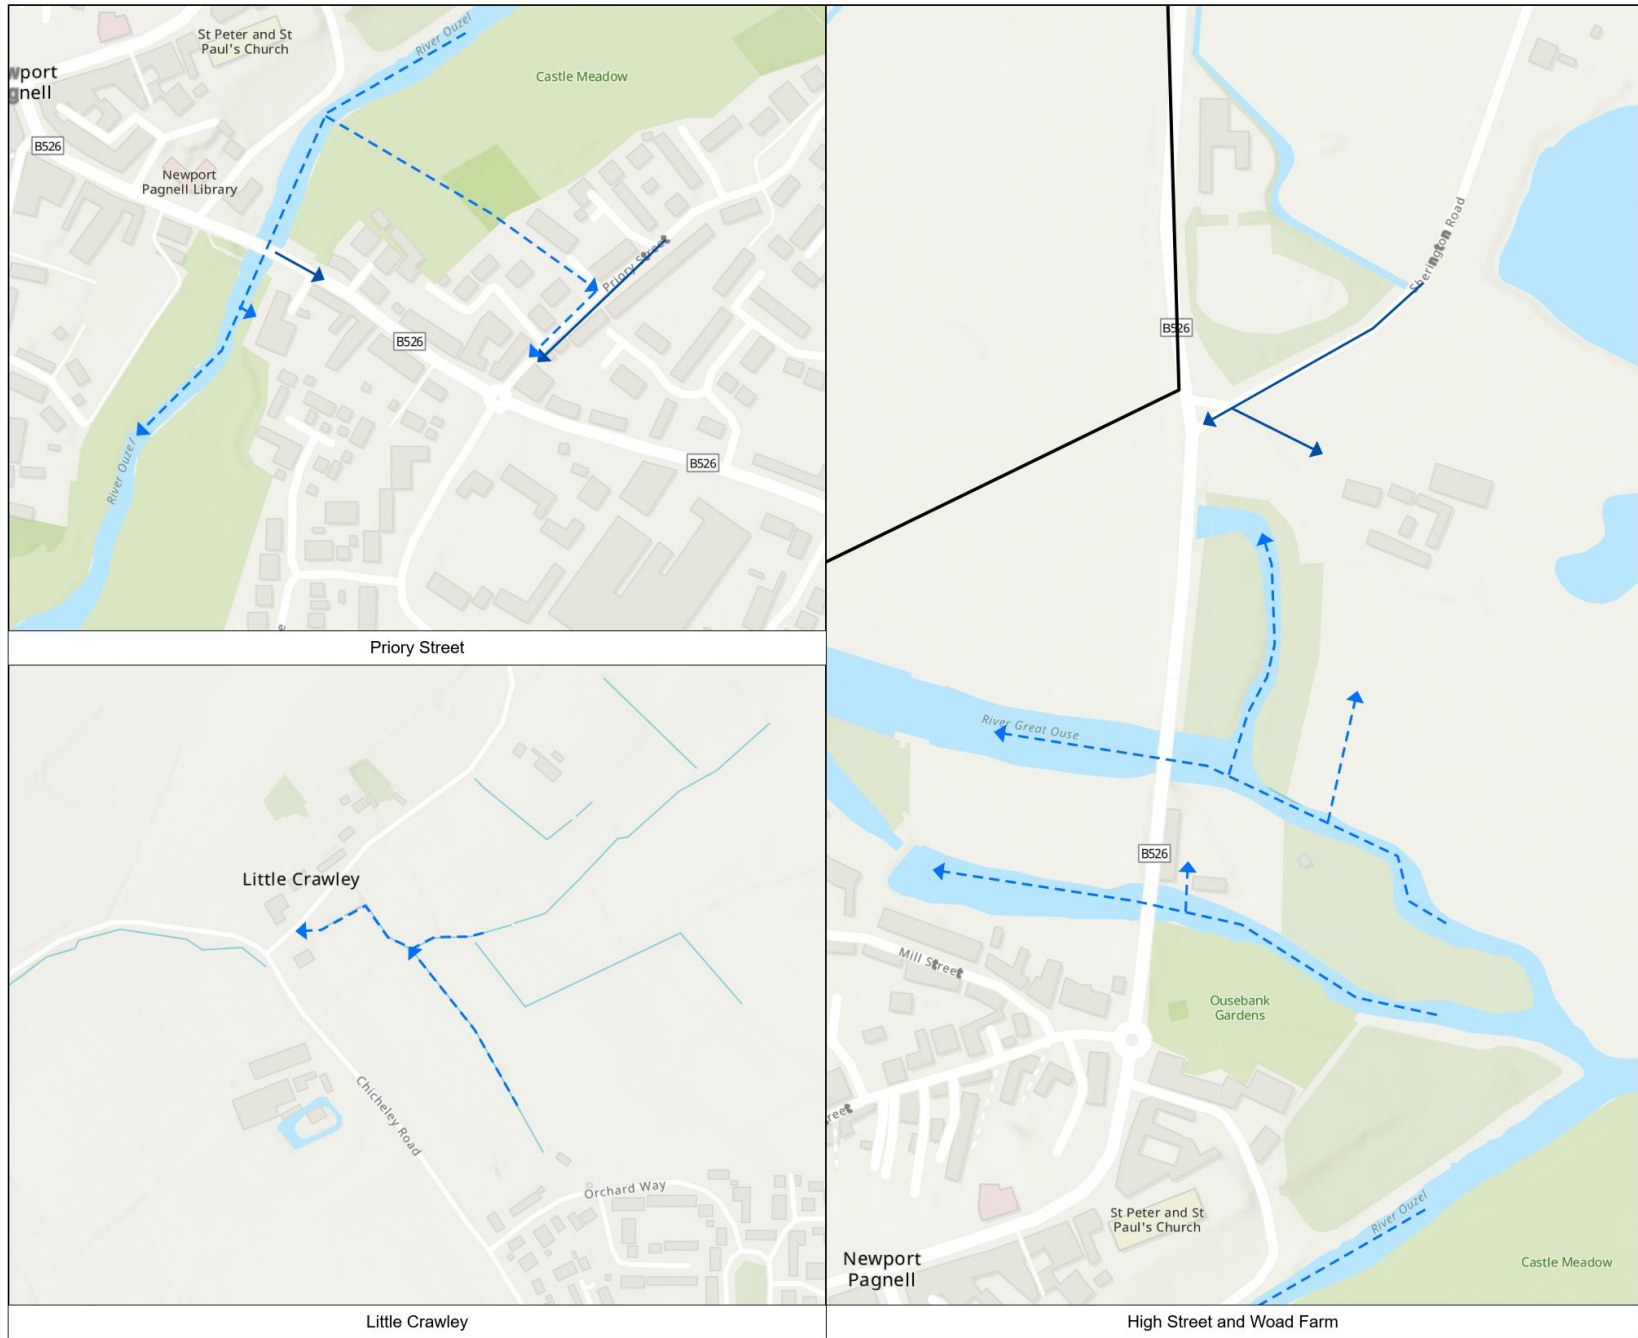 St Peter and St
Paul's Church
River Ouzel
Castle Meadow
wport
gnell
B526
Newport
Pagnell Library
Priory Street
B526
B526
River Ouzel
e
Priory Street
Little Crawley
Chicheley Road
Orchard Way
Little Crawley
Sherington Road
B526
River Great Ouse
B526
Mill Street
Ousebank
Gardens
reet
St Peter and St
Paul's Church
River Ouzel
Newport
Pagnell
Castle Meadow
High Street and Woad Farm